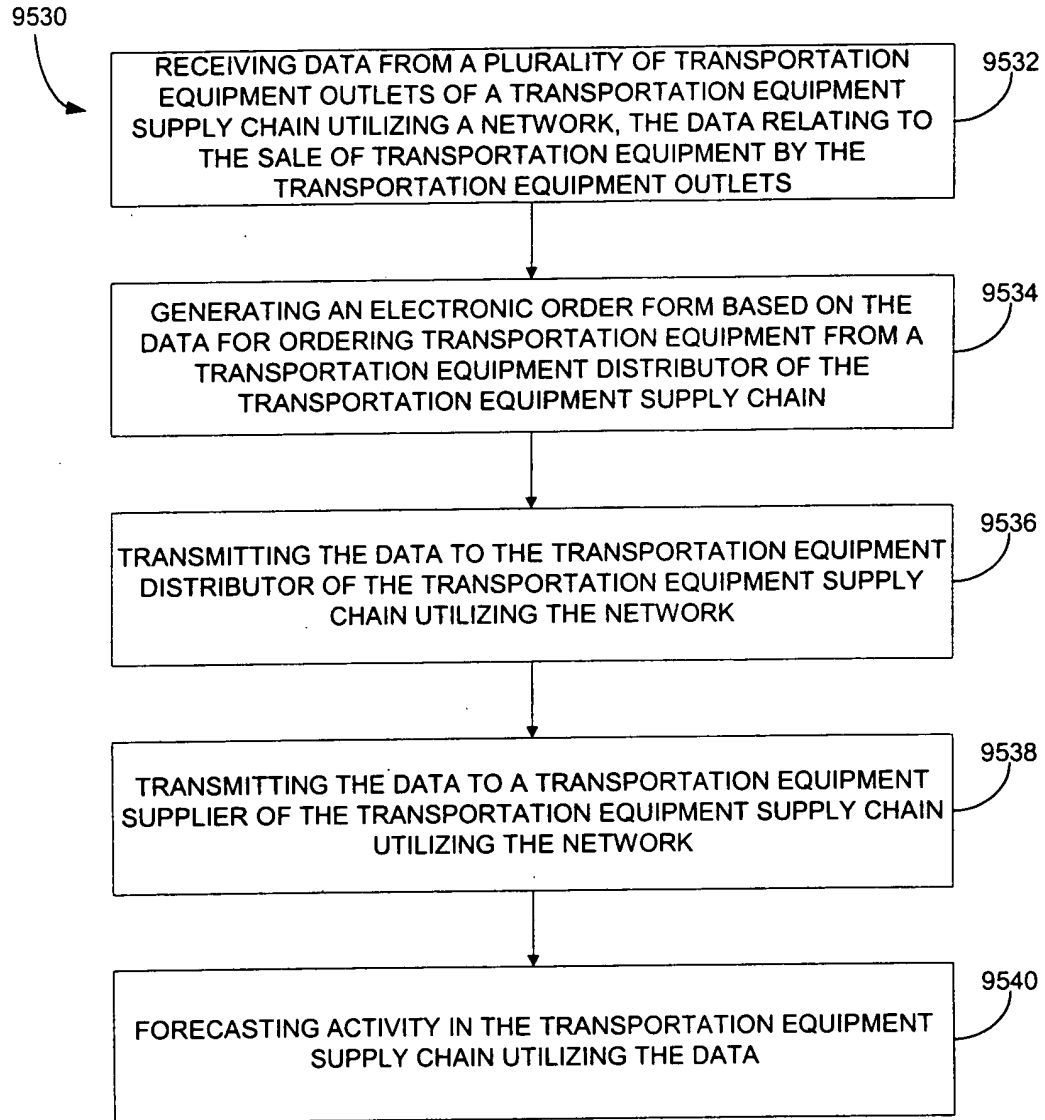 9530
RECEIVING DATA FROM A PLURALITY OF TRANSPORTATION
EQUIPMENT OUTLETS OF A TRANSPORTATION EQUIPMENT
SUPPLY CHAIN UTILIZING A NETWORK, THE DATA RELATING TO
THE SALE OF TRANSPORTATION EQUIPMENT BY THE
TRANSPORTATION EQUIPMENT OUTLETS
9532
GENERATING AN ELECTRONIC ORDER FORM BASED ON THE
DATA FOR ORDERING TRANSPORTATION EQUIPMENT FROM A
TRANSPORTATION EQUIPMENT DISTRIBUTOR OF THE
TRANSPORTATION EQUIPMENT SUPPLY CHAIN
9534
TRANSMITTING THE DATA TO THE TRANSPORTATION EQUIPMENT
DISTRIBUTOR OF THE TRANSPORTATION EQUIPMENT SUPPLY
CHAIN UTILIZING THE NETWORK
9536
TRANSMITTING THE DATA TO A TRANSPORTATION EQUIPMENT
SUPPLIER OF THE TRANSPORTATION EQUIPMENT SUPPLY CHAIN
UTILIZING THE NETWORK
9538
FORECASTING ACTIVITY IN THE TRANSPORTATION EQUIPMENT
SUPPLY CHAIN UTILIZING THE DATA
9540